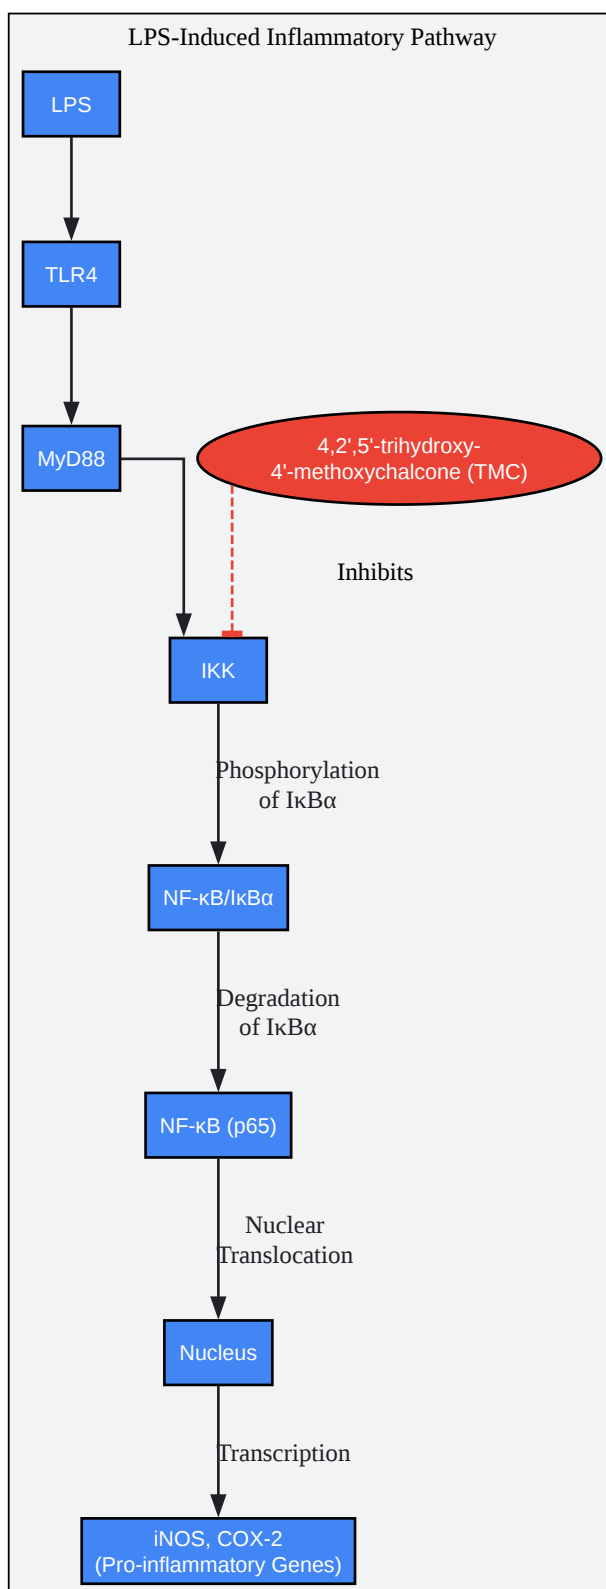 LPS-Induced Inflammatory Pathway
LPS
TLR4
MyD88
4,2',5'-trihydroxy-
4'-methoxychalcone (TMC)
Inhibits
IKK
Phosphorylation
of IκBα
NF-κB/IκBα
Degradation
of IκBα
NF-κB (p65)
Nuclear
Translocation
Nucleus
Transcription
iNOS, COX-2
(Pro-inflammatory Genes)